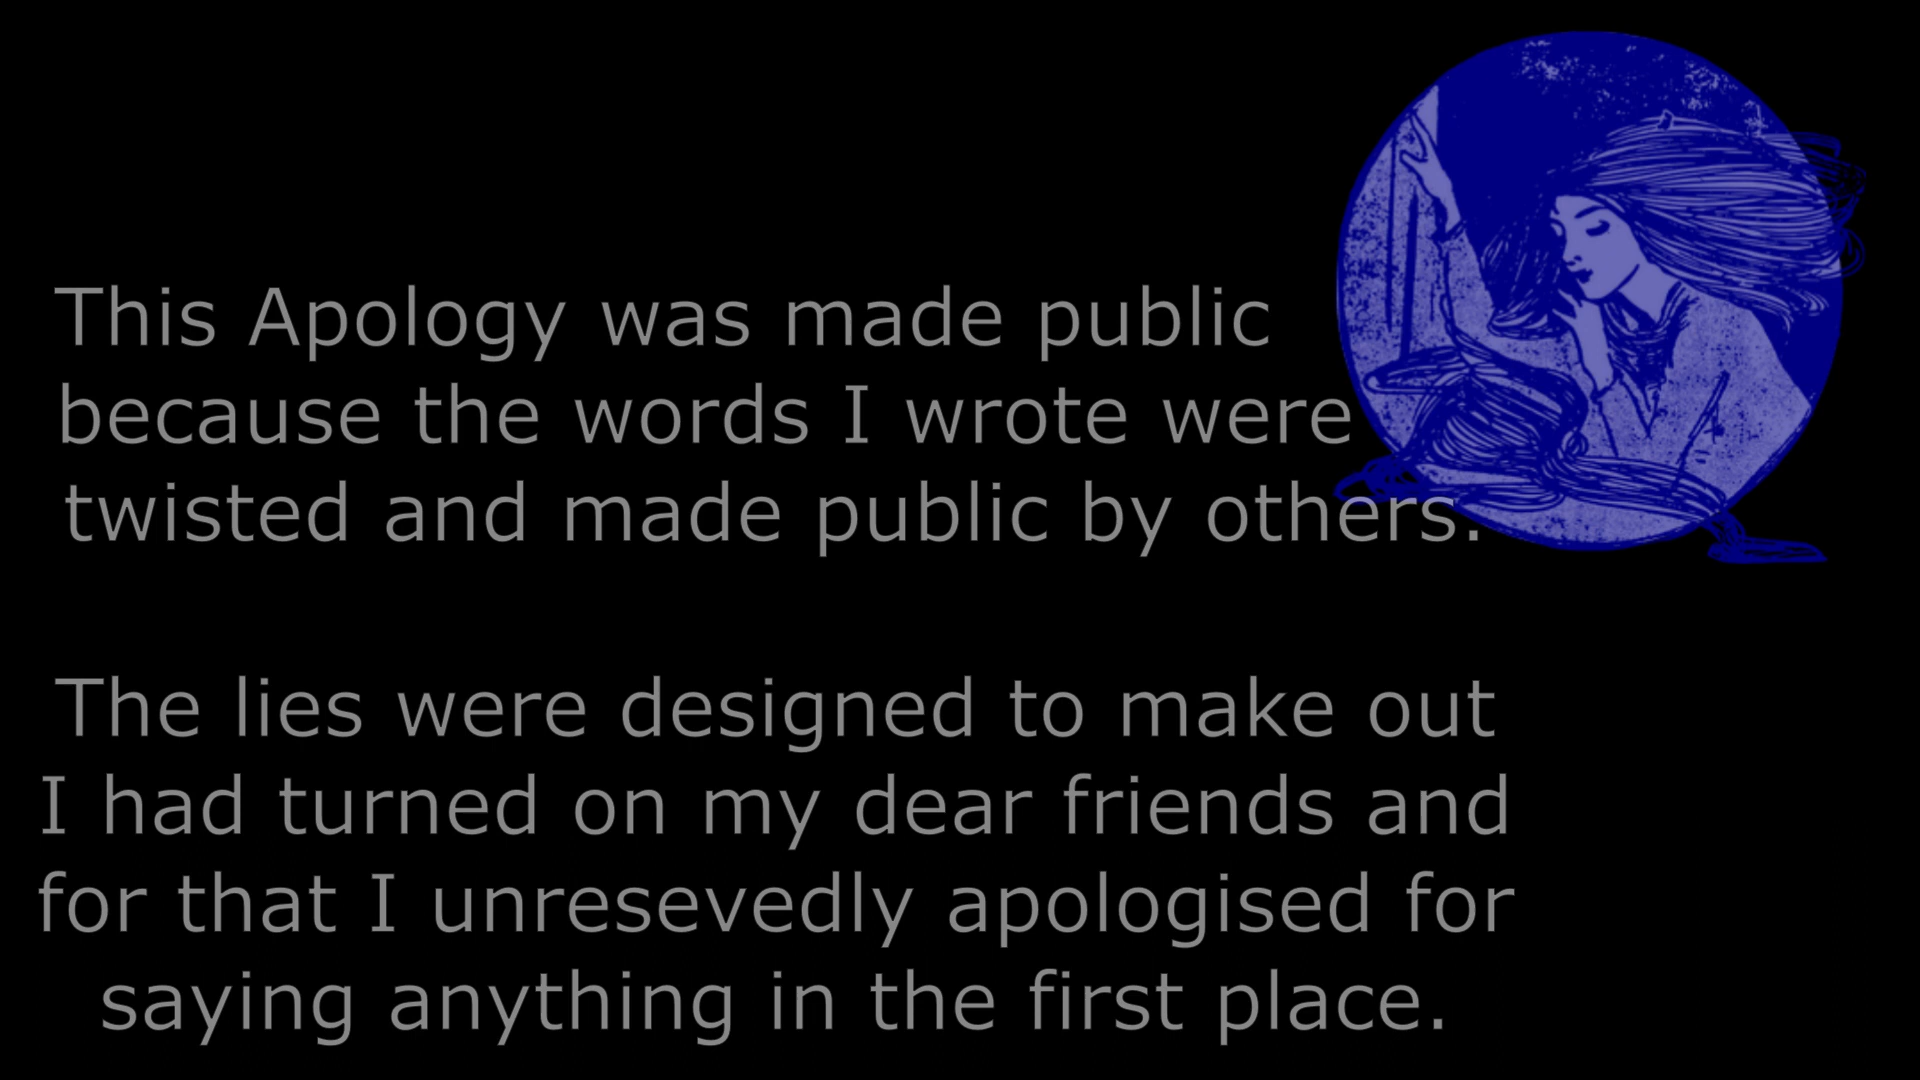 This Apology was made public
because the words I wrote were
twisted and made public by others.
The lies were designed to make out
I had turned on my dear friends and
for that I unresevedly apologised for
saying anything in the first place.